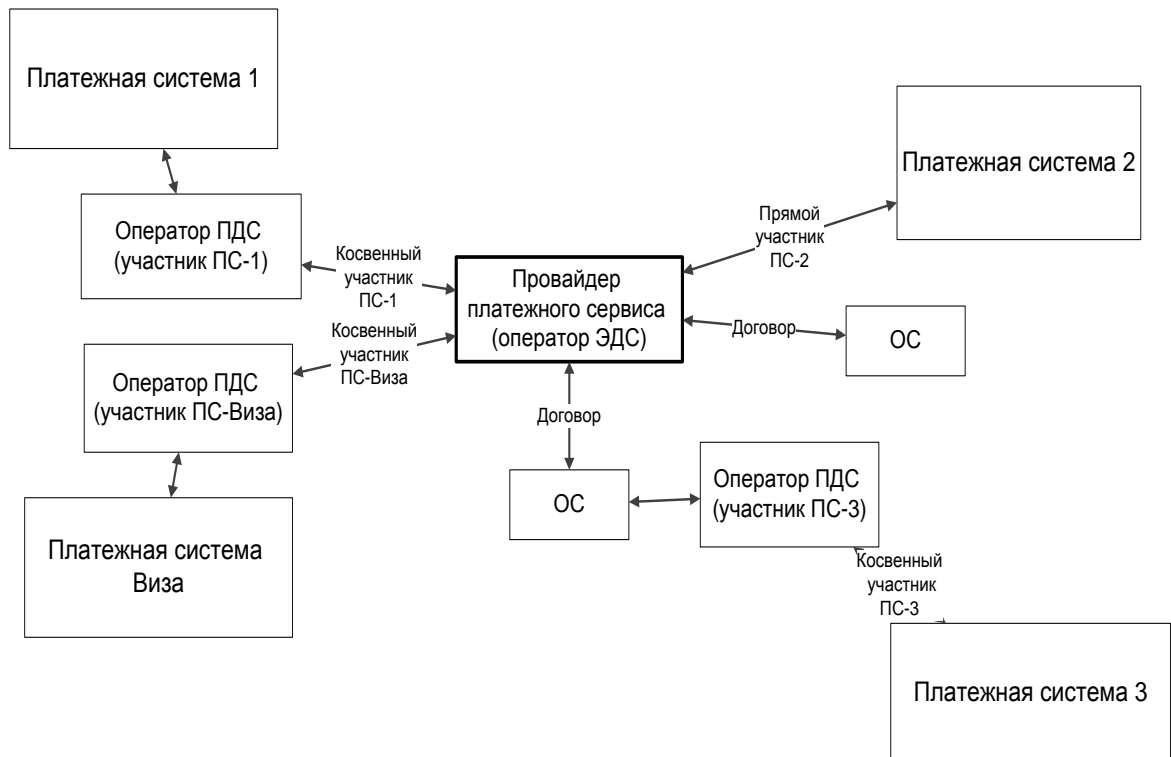 Платежная система 1
Платежная система 2
Оператор ПДС
(участник ПС-1)
Косвенный
участник
ПС-1
Прямой
участник
ПС-2
Провайдер
платежного сервиса
(оператор ЭДС)
Договор
ОС
Косвенный
участник
ПС-Виза
Оператор ПДС
(участник ПС-Виза)
Договор
ОС
Оператор ПДС
(участник ПС-3)
Платежная система
Виза
Косвенный
участник
ПС-3
Платежная система 3